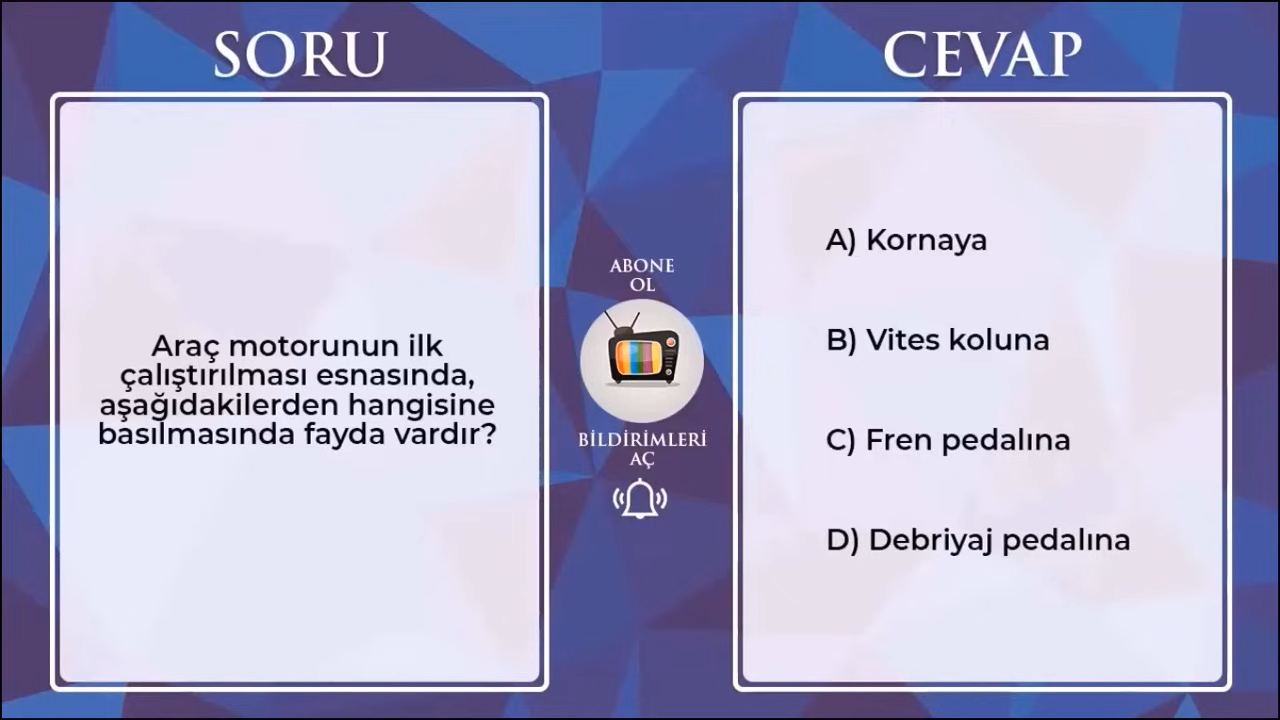 SORU
Araç motorunun ilk
çalıştırılması esnasında,
aşağıdakilerden hangisine
basılmasında fayda vardır?
ABONE
OL
BİLDİRİMLERİ
AÇ
CEVAP
A) Kornaya
B) Vites koluna
C) Fren pedalına
D) Debriyaj pedalına